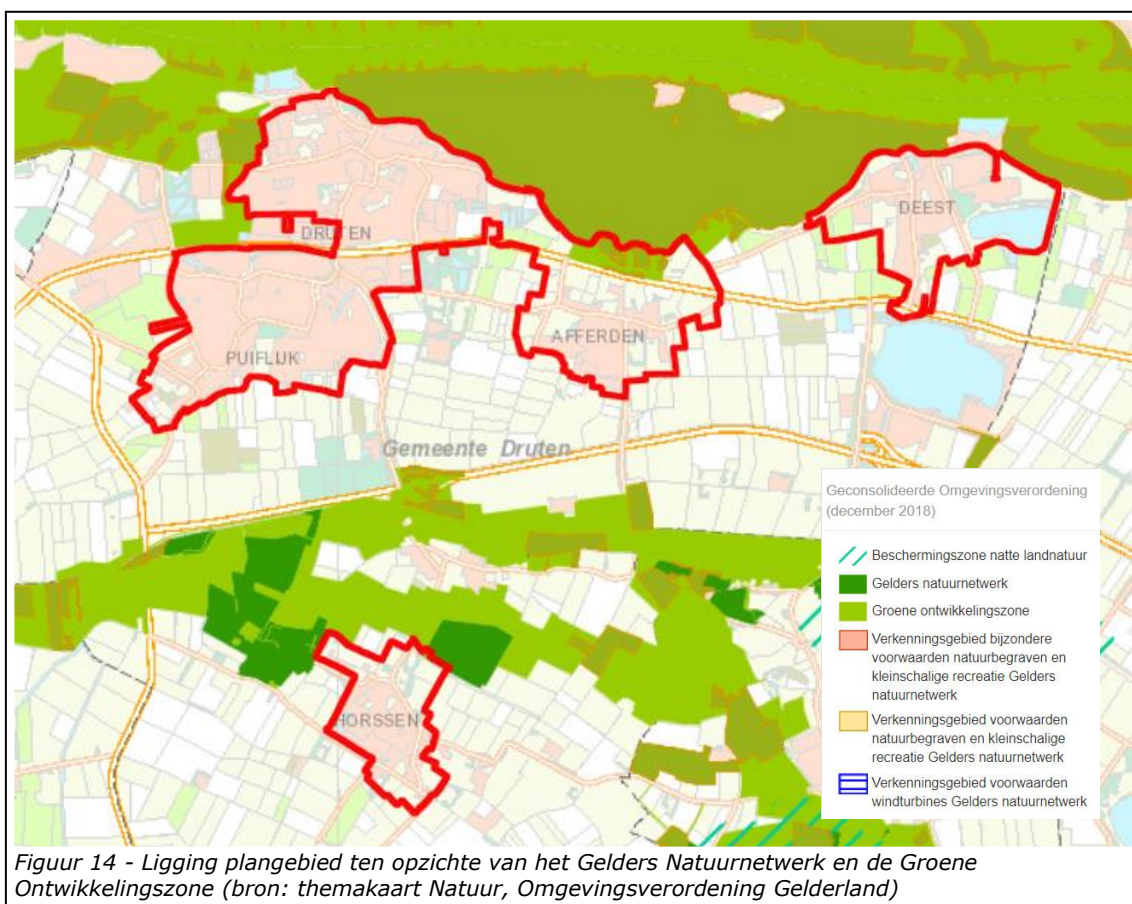 DRUTEN
DEEST
AFFERDEN
PUIFLIJK
Gemeente Druten
HORSSEN
Geconsolideerde Omgevingsverordening
(december 2018)
Beschermingszone natte landnatuur
Gelders natuurnetwerk
Groene ontwikkelingszone
Verkenningsgebied bijzondere
voorwaarden natuurbegraven en
kleinschalige recreatie Gelders
natuurnetwerk
Verkenningsgebied voorwaarden
natuurbegraven en kleinschalige
recreatie Gelders natuurnetwerk
Verkenningsgebied voorwaarden
windturbines Gelders natuurnetwerk
Figuur 14 - Ligging plangebied ten opzichte van het Gelders Natuurnetwerk en de Groene
Ontwikkelingszone (bron: themakaart Natuur, Omgevingsverordening Gelderland)